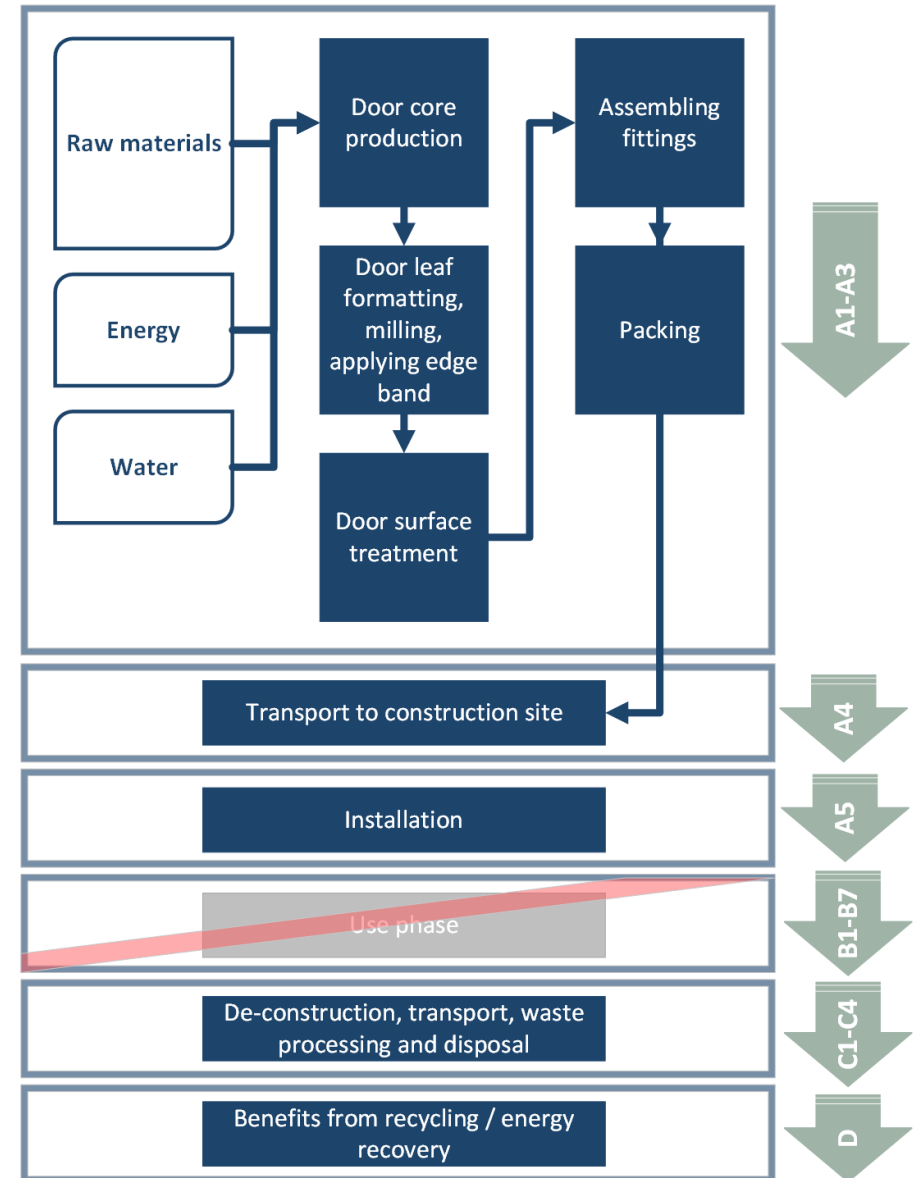 Raw materials
Energy
Water
Door core
production
Door leaf
formatting,
milling,
applying edge
band
Door surface
treatment
Assembling
fittings
Packing
A1-A3
Transport to construction site
A4
Installation
A5
Use phase
B1-B7
De-construction, transport, waste
processing and disposal
C1-C4
Benefits from recycling / energy
recovery
D